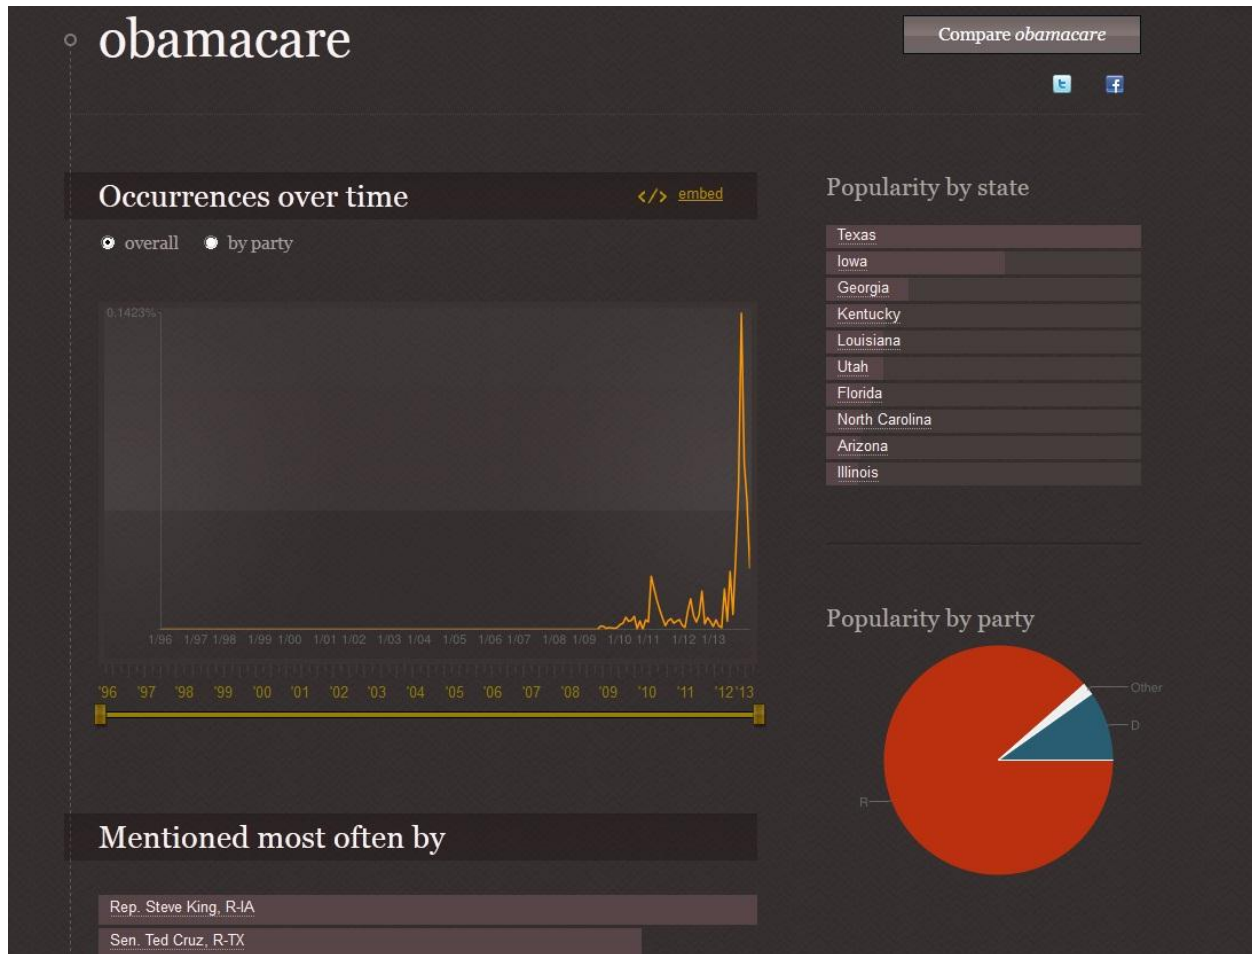 obamacare
Compare obamacare
Occurrences over time
</> embed
overall by party
0.1423%
1/96 1/97 1/98 1/99 1/00 1/01 1/02 1/03 1/04 1/05 1/06 1/07 1/08 1/09 1/10 1/11 1/12 1/13
'96 '97 '98 '99 '00 '01 '02 '03 '04 '05 '06 '07 '08 '09 '10 '11 '12 '13
Mentioned most often by
Rep. Steve King, R-IA
Sen. Ted Cruz, R-TX
Popularity by state
Texas
Iowa
Georgia
Kentucky
Louisiana
Utah
Florida
North Carolina
Arizona
Illinois
Popularity by party
Other
D
R